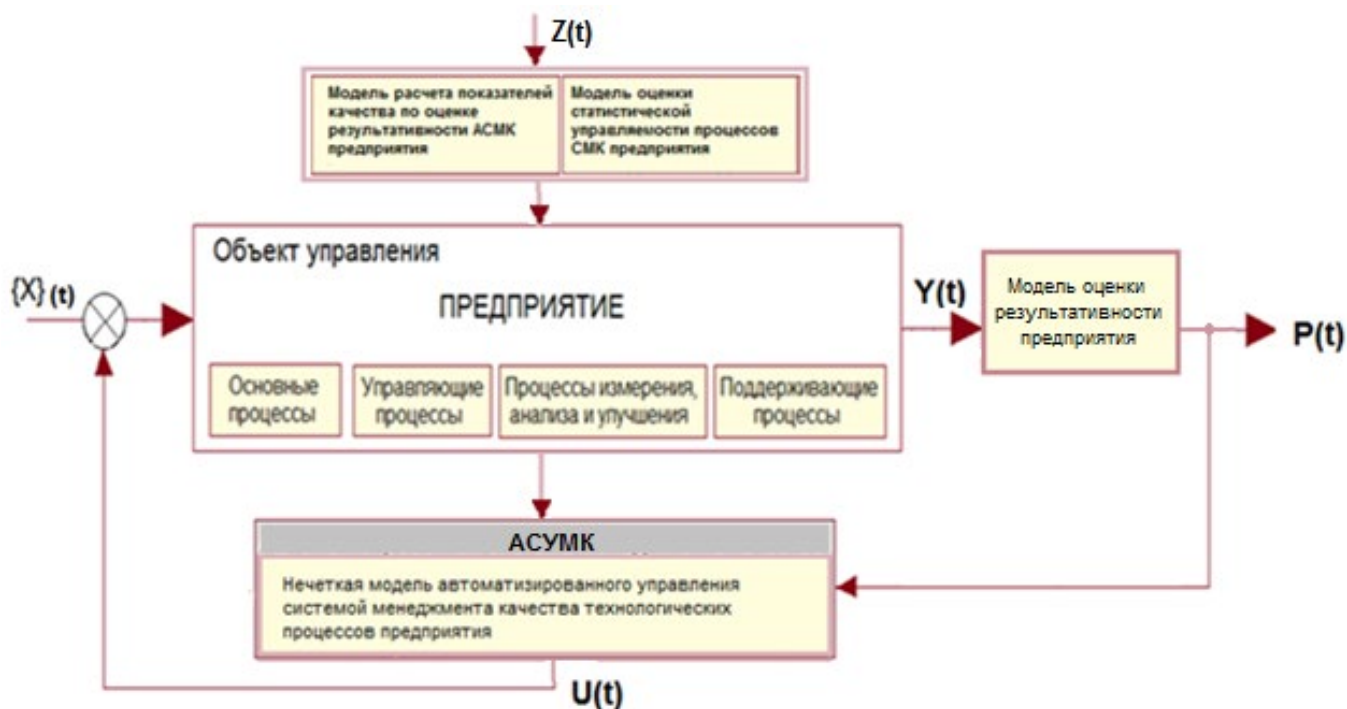 Z(t)
Модель расчета показателей
качества по оценке
результативности АСМК
предприятия
Модель оценки
статистической
управляемости процессов
СМК предприятия
Объект управления
ПРЕДПРИЯТИЕ
{X}(t)
Основные
процессы
Управляющие
процессы
Процессы измерения,
анализа и улучшения
Поддерживающие
процессы
Y(t)
Модель оценки
результативности
предприятия
P(t)
АСУМК
Нечеткая модель автоматизированного управления
системой менеджмента качества технологических
процессов предприятия
U(t)